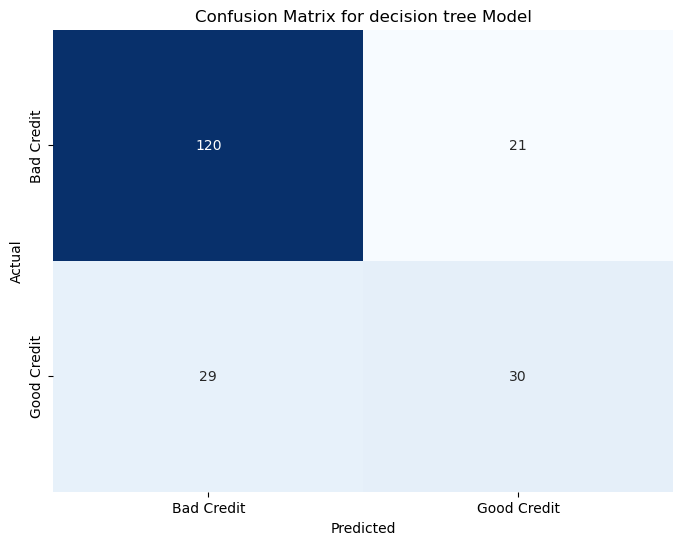 Confusion Matrix for decision tree Model
Actual
Bad Credit
120
21
Good Credit
29
30
Bad Credit
Good Credit
Predicted